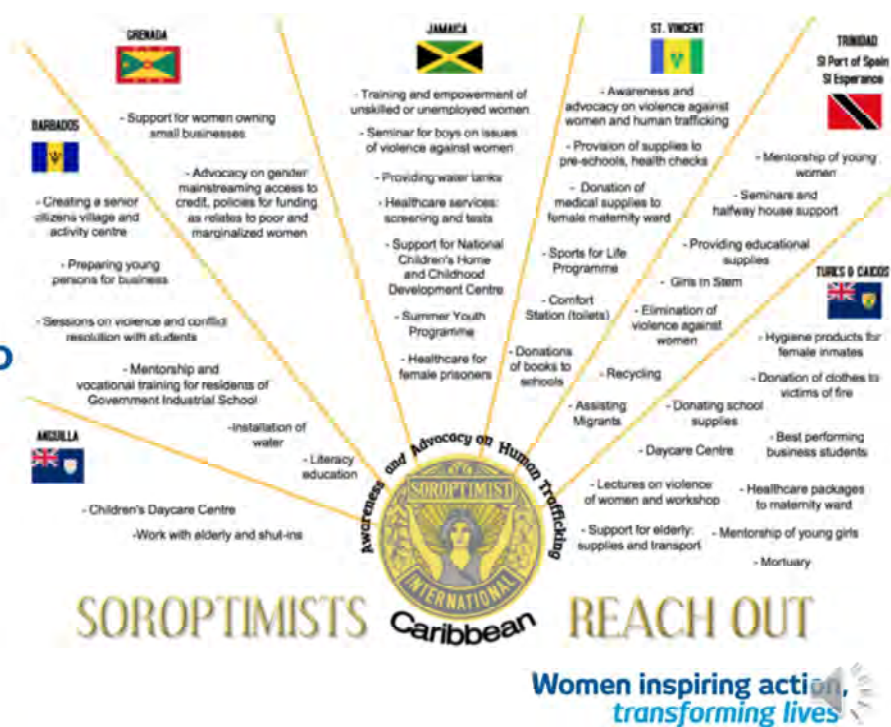 GRENADA
- Support for women owning
small businesses
- Advocacy on gender
mainstreaming access to
credit, policies for funding
as relates to poor and
marginalized women
JAMAICA
- Training and empowerment of
unskilled or unemployed women
- Seminar for boys on issues
of violence against women
- Providing water tanks
- Healthcare services:
screening and tests
- Support for National
Children's Home
and Childhood
Development Centre
- Summer Youth
Programme
- Healthcare for
female prisoners
ST. VINCENT
- Awareness and
advocacy on violence against
women and human trafficking
- Provision of supplies to
pre-schools, health checks
- Donation of
medical supplies to
female maternity ward
- Sports for Life
Programme
- Comfort
Station (toilets)
- Donations
of books to
schools
TRINIDAD
SI Port of Spain
SI Esperance
- Mentorship of young
women
- Seminars and
halfway house support
- Providing educational
supplies
- Girls in Stem
- Elimination of
violence against
women
- Recycling
- Assisting
Migrants
BARBADOS
- Creating a senior
citizens village and
activity centre
- Preparing young
persons for business
- Sessions on violence and conflict
resolution with students
- Mentorship and
vocational training for residents of
Government Industrial School
-Installation of
water
- Literacy
education
TURKS & CAICOS
- Hygiene products for
female inmates
- Donation of clothes to
victims of fire
- Donating school
supplies
- Best performing
business students
- Daycare Centre
- Lectures on violence
of women and workshop
- Healthcare packages
to maternity ward
- Support for elderly:
supplies and transport
- Mentorship of young girls
- Mortuary
ANGUILLA
- Children's Daycare Centre
-Work with elderly and shut-ins
Awareness and Advocacy on Human Trafficking
SOROPTIMIST
INTERNATIONAL
Caribbean
SOROPTIMISTS REACH OUT
Women inspiring action,
transforming lives